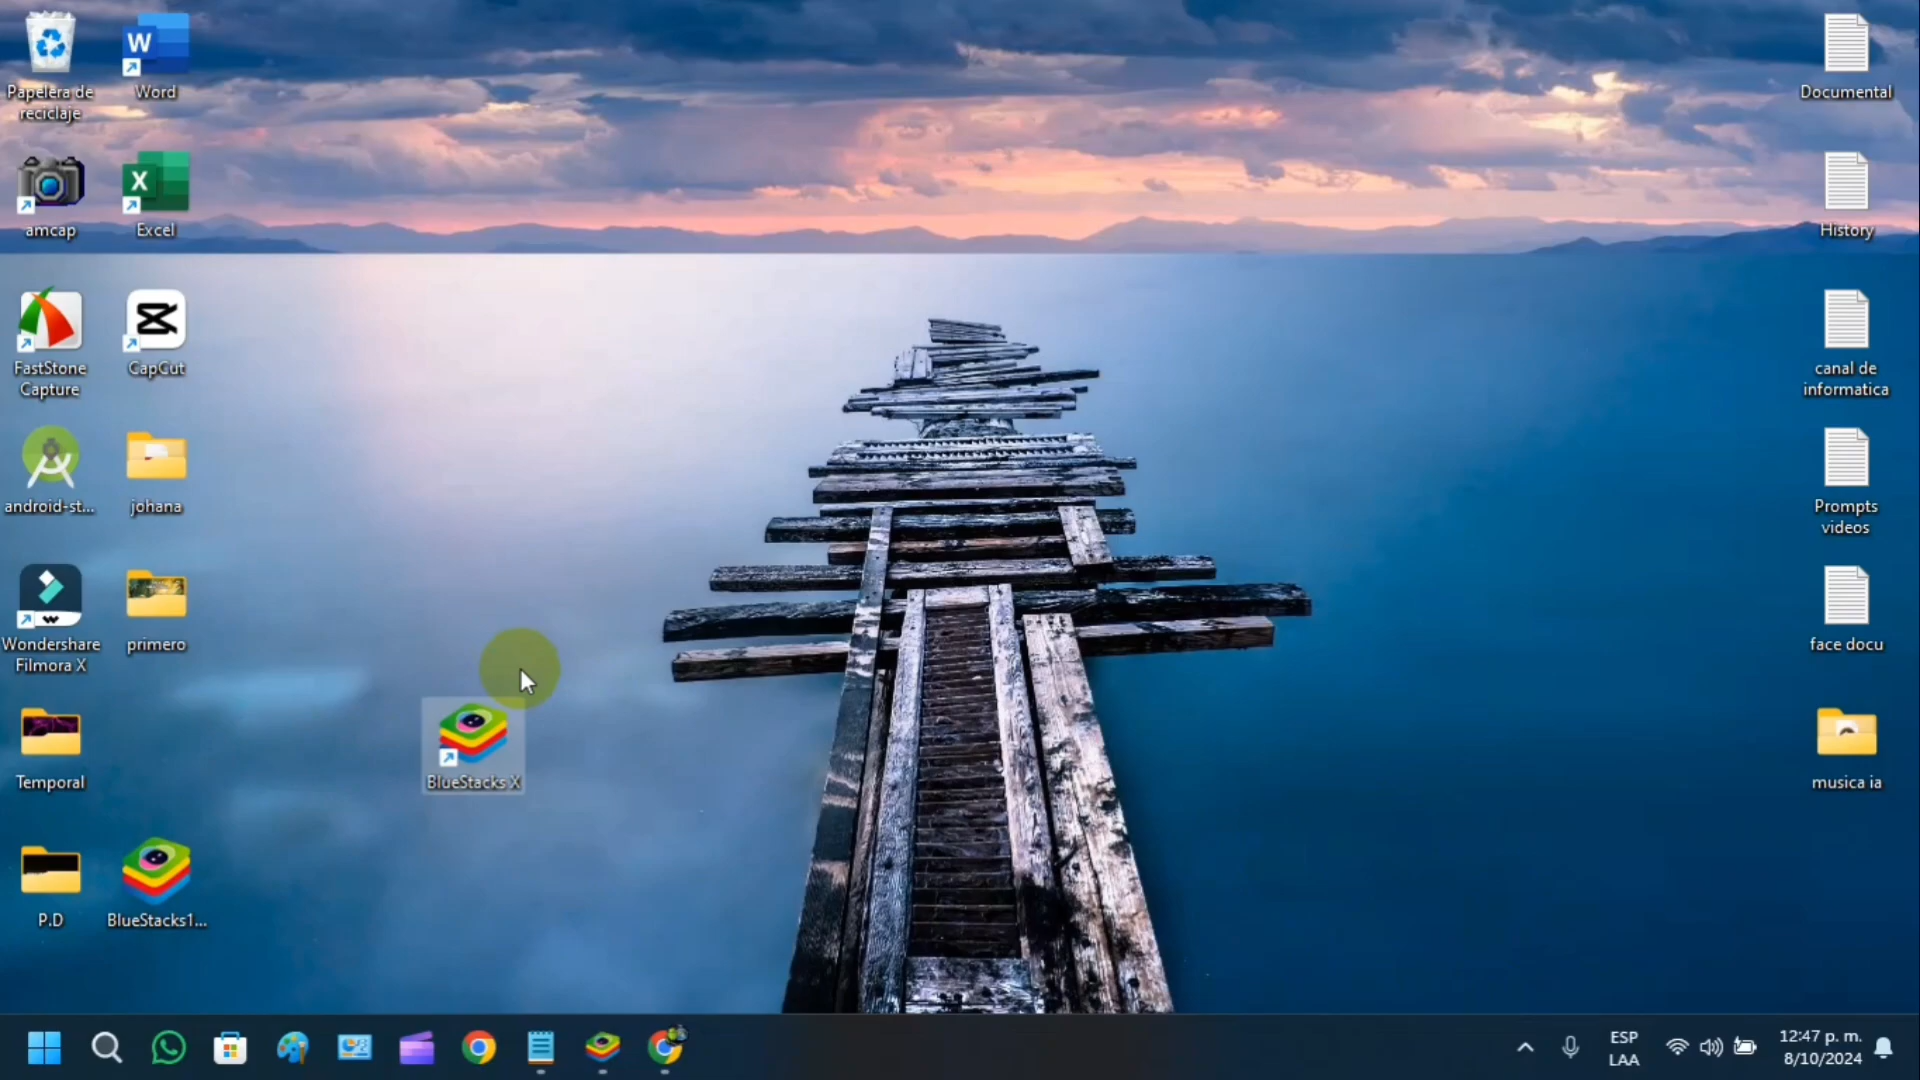 Papelera de
reciclaje
Word
amcap
Excel
FastStone
Capture
CapCut
android-st...
johana
Wondershare
Filmora X
primero
Temporal
BlueStacks X
P.D
BlueStacks1...
Documental
History
canal de
informatica
Prompts
videos
face docu
musica ia
ESP
LAA
12:47 p. m.
8/10/2024